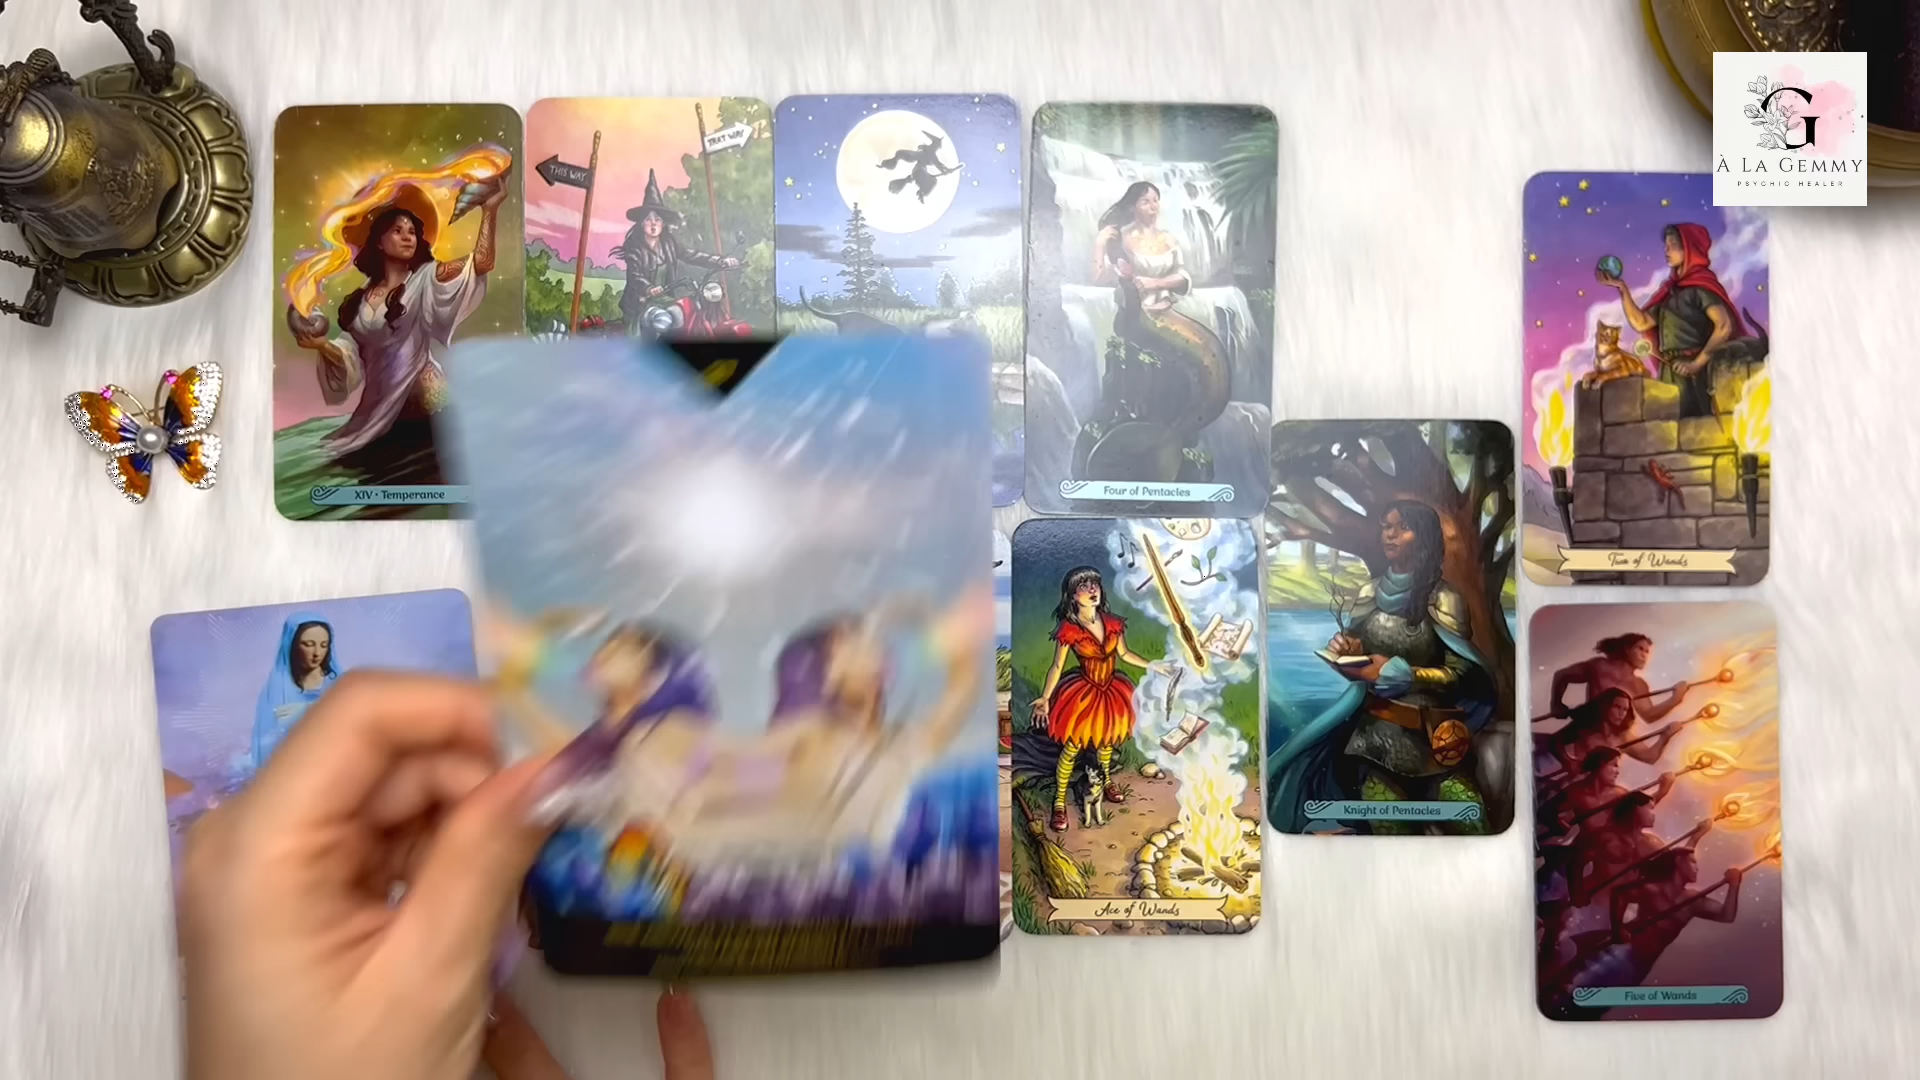 THIS WAY
THAT WAY
G
À LA GEMMY
PSYCHIC HEALER
XIV • Temperance
Four of Pentacles
Two of Wands
Knight of Pentacles
Ace of Wands
Five of Wands